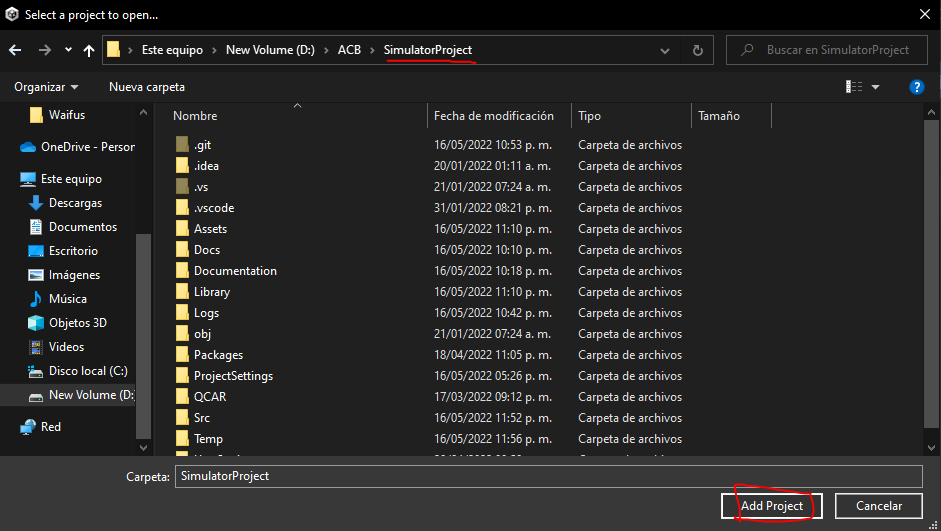 Select a project to open...
Este equipo New Volume (D:) ACB SimulatorProject
Buscar en SimulatorProject
Organizar Nueva carpeta
Waifus
OneDrive - Person
Este equipo
Descargas
Documentos
Escritorio
Imágenes
Música
Objetos 3D
Videos
Disco local (C:)
New Volume (D:
Red
Nombre Fecha de modificación Tipo Tamaño
.git 16/05/2022 10:53 p. m. Carpeta de archivos
.idea 20/01/2022 01:11 a. m. Carpeta de archivos
.vs 21/01/2022 07:24 a. m. Carpeta de archivos
.vscode 31/01/2022 08:21 p. m. Carpeta de archivos
Assets 16/05/2022 11:10 p. m. Carpeta de archivos
Docs 16/05/2022 10:10 p. m. Carpeta de archivos
Documentation 16/05/2022 10:18 p. m. Carpeta de archivos
Library 16/05/2022 11:10 p. m. Carpeta de archivos
Logs 16/05/2022 10:42 p. m. Carpeta de archivos
obj 21/01/2022 07:24 a. m. Carpeta de archivos
Packages 18/04/2022 11:05 p. m. Carpeta de archivos
ProjectSettings 16/05/2022 05:26 p. m. Carpeta de archivos
QCAR 17/03/2022 09:12 p. m. Carpeta de archivos
Src 16/05/2022 11:52 p. m. Carpeta de archivos
Temp 16/05/2022 11:56 p. m. Carpeta de archivos
Carpeta: SimulatorProject
Add Project Cancelar